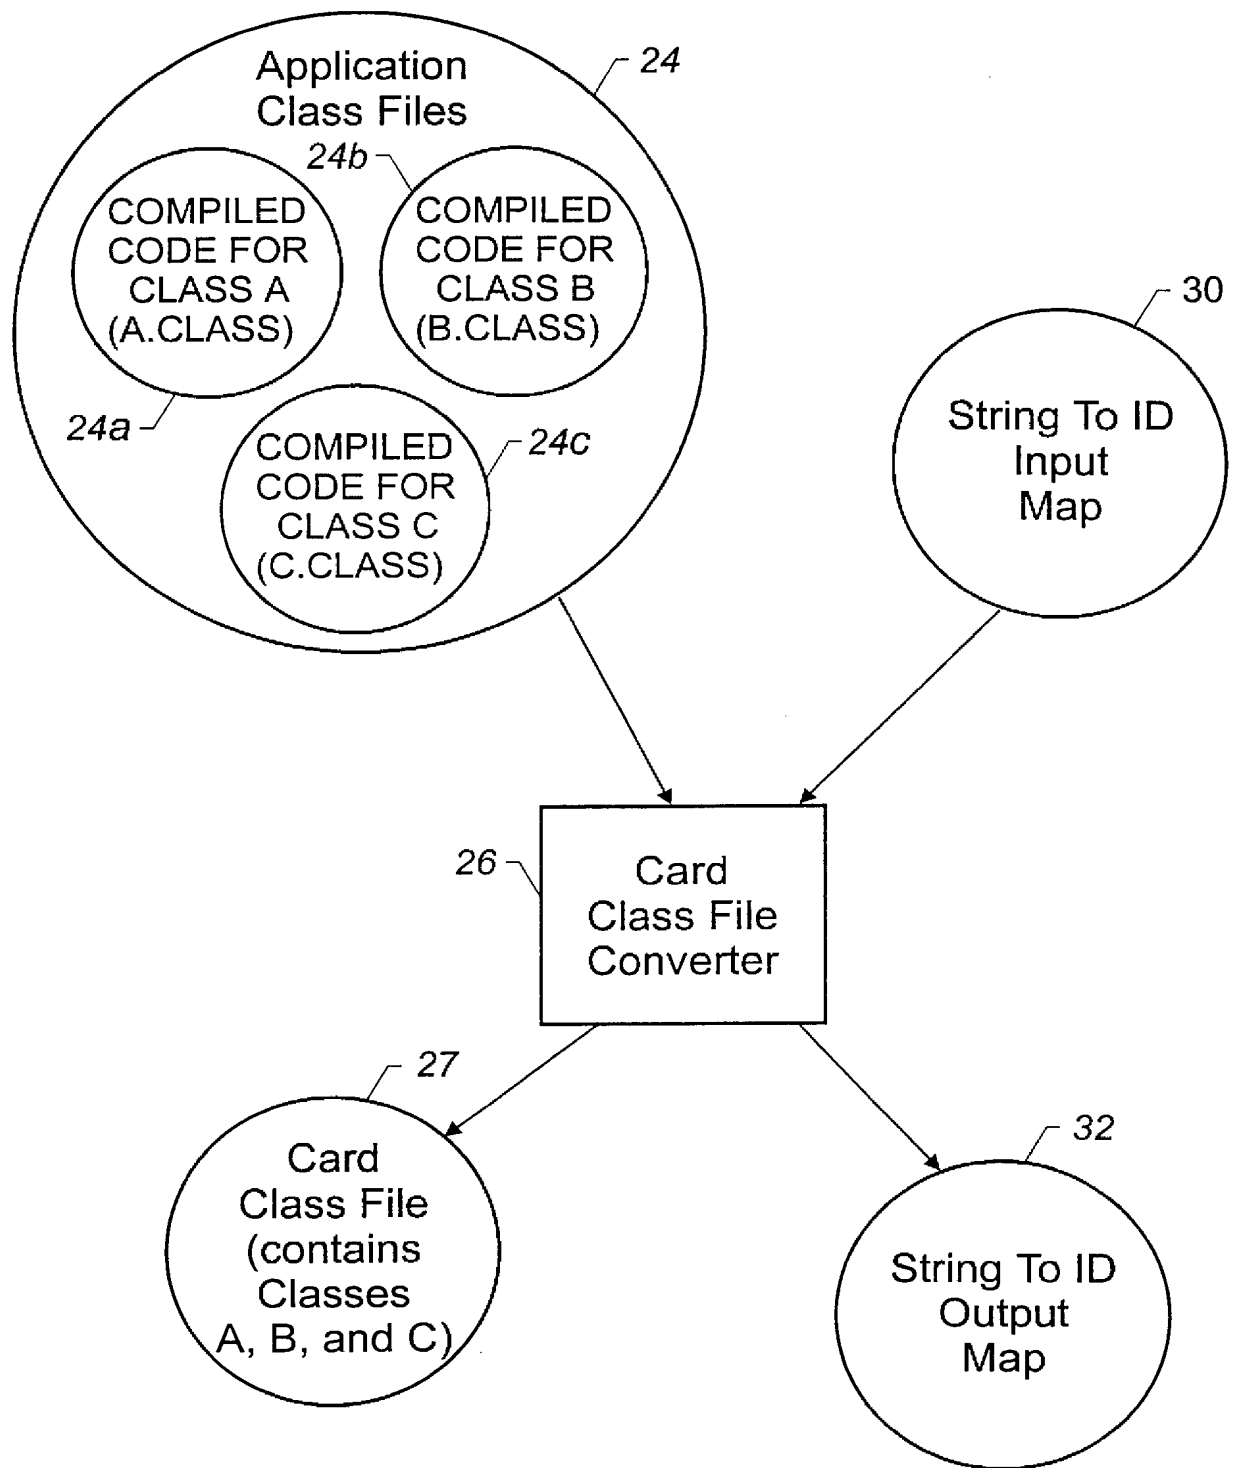 Application
Class Files
24
24b
COMPILED
CODE FOR
CLASS A
(A.CLASS)
COMPILED
CODE FOR
CLASS B
(B.CLASS)
24a
COMPILED
CODE FOR
CLASS C
(C.CLASS)
24c
30
String To ID
Input
Map
26
Card
Class File
Converter
27
Card
Class File
(contains
Classes
A, B, and C)
32
String To ID
Output
Map